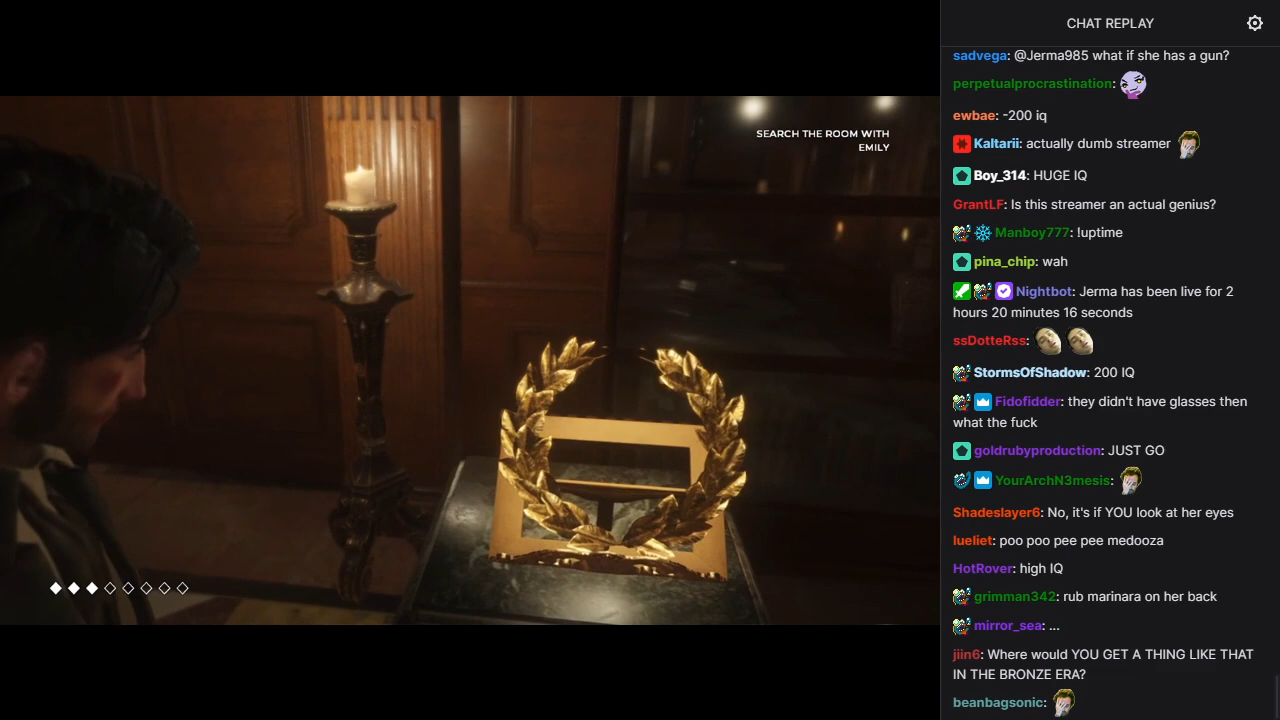 CHAT REPLAY
SEARCH THE ROOM WITH
EMILY
sadvega: @Jerma985 what if she has a gun?
perpetualprocrastination:
ewbae: -200 iq
Kaltarii: actually dumb streamer
Boy_314: HUGE IQ
GrantLF: Is this streamer an actual genius?
Manboy777: !uptime
pina_chip: wah
Nightbot: Jerma has been live for 2
hours 20 minutes 16 seconds
ssDotteRss:
StormsOfShadow: 200 IQ
Fidofidder: they didn't have glasses then
what the fuck
goldrubyproduction: JUST GO
YourArchN3mesis:
Shadeslayer6: No, it's if YOU look at her eyes
lueliet: poo poo pee pee medooza
HotRover: high IQ
grimman342: rub marinara on her back
mirror_sea: ...
jiin6: Where would YOU GET A THING LIKE THAT
IN THE BRONZE ERA?
beanbagsonic: